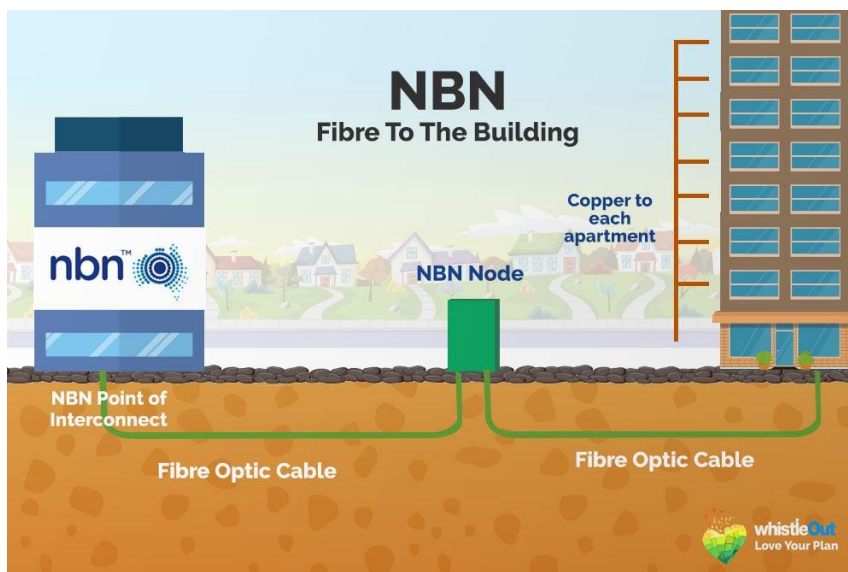 NBN
Fibre To The Building
Copper to
each
apartment
nbn™
NBN Node
NBN Point of
Interconnect
Fibre Optic Cable
Fibre Optic Cable
whistleOut
Love Your Plan